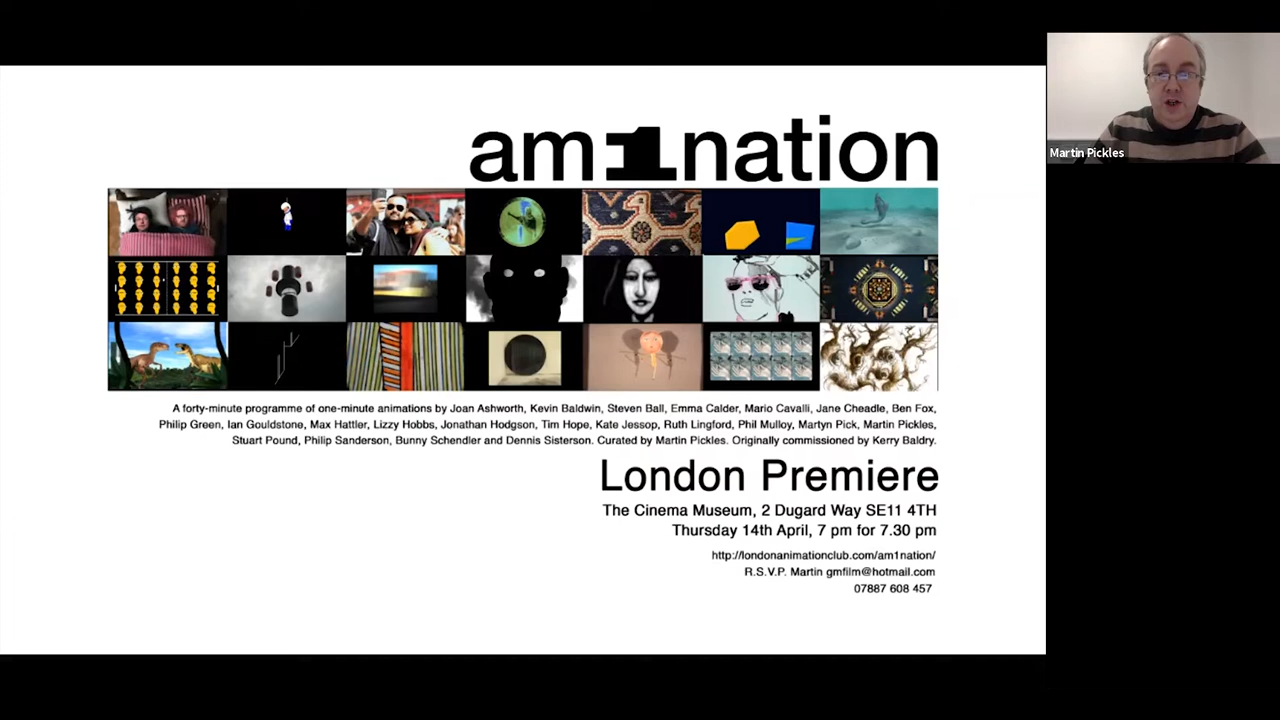 am1nation
Martin Pickles
A forty-minute programme of one-minute animations by Joan Ashworth, Kevin Baldwin, Steven Ball, Emma Calder, Mario Cavalli, Jane Cheadle, Ben Fox,
Philip Green, Ian Gouldstone, Max Hattler, Lizzy Hobbs, Jonathan Hodgson, Tim Hope, Kate Jessop, Ruth Lingford, Phil Mulloy, Martyn Pick, Martin Pickles,
Stuart Pound, Philip Sanderson, Bunny Schendler and Dennis Sisterson. Curated by Martin Pickles. Originally commissioned by Kerry Baldry.
London Premiere
The Cinema Museum, 2 Dugard Way SE11 4TH
Thursday 14th April, 7 pm for 7.30 pm
http://londonanimationclub.com/am1nation/
R.S.V.P. Martin gmfilm@hotmail.com
07887 608 457